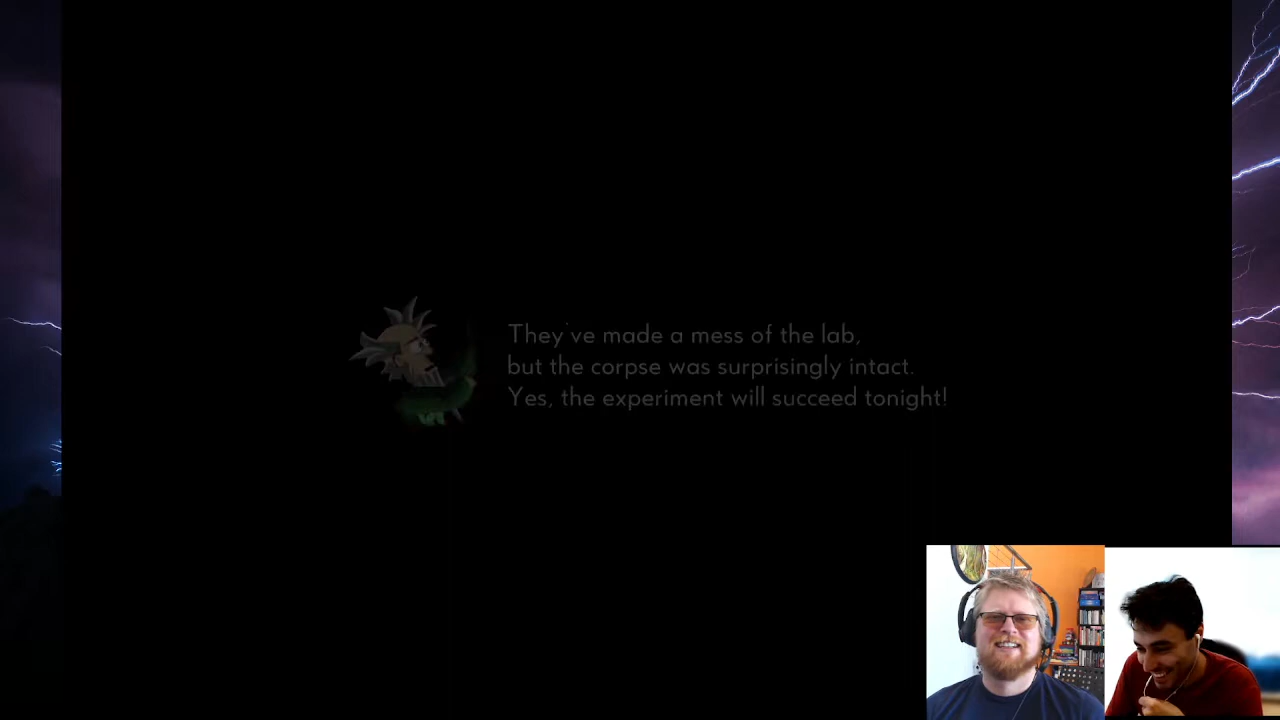 They've made a mess of the lab,
but the corpse was surprisingly intact.
Yes, the experiment will succeed tonight!